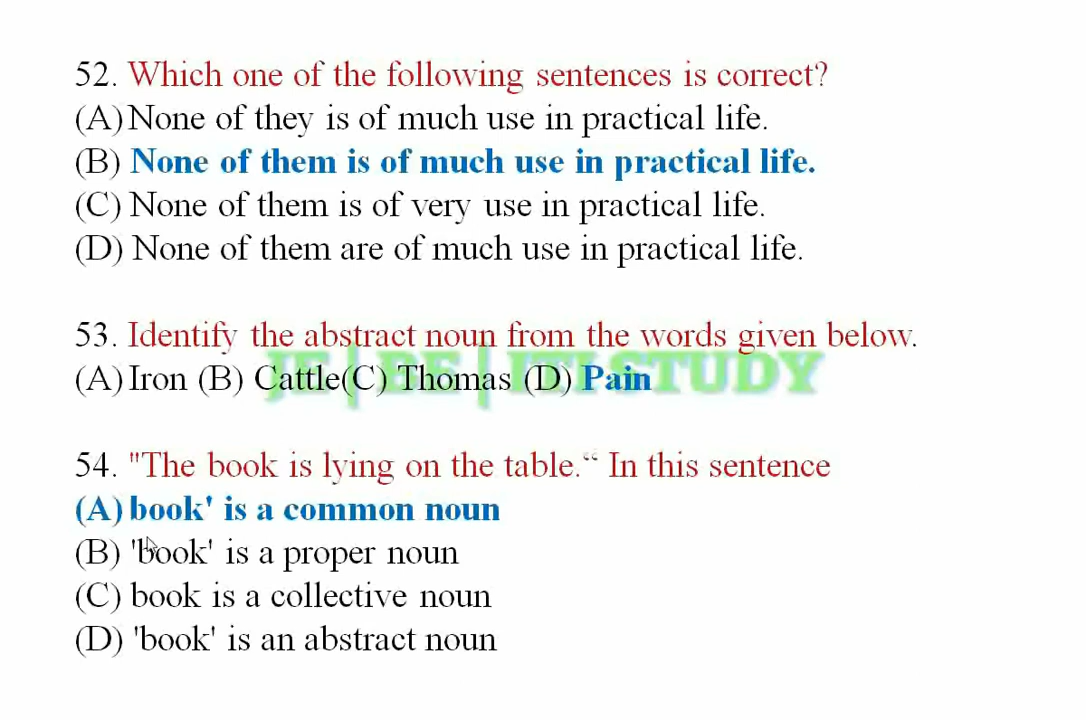 52. Which one of the following sentences is correct?
(A) None of they is of much use in practical life.
(B) None of them is of much use in practical life.
(C) None of them is of very use in practical life.
(D) None of them are of much use in practical life.
53. Identify the abstract noun from the words given below.
JE | BE | ITI STUDY
(A) Iron (B) Cattle(C) Thomas (D) Pain
54. "The book is lying on the table.“ In this sentence
(A) book' is a common noun
(B) 'book' is a proper noun
(C) book is a collective noun
(D) 'book' is an abstract noun